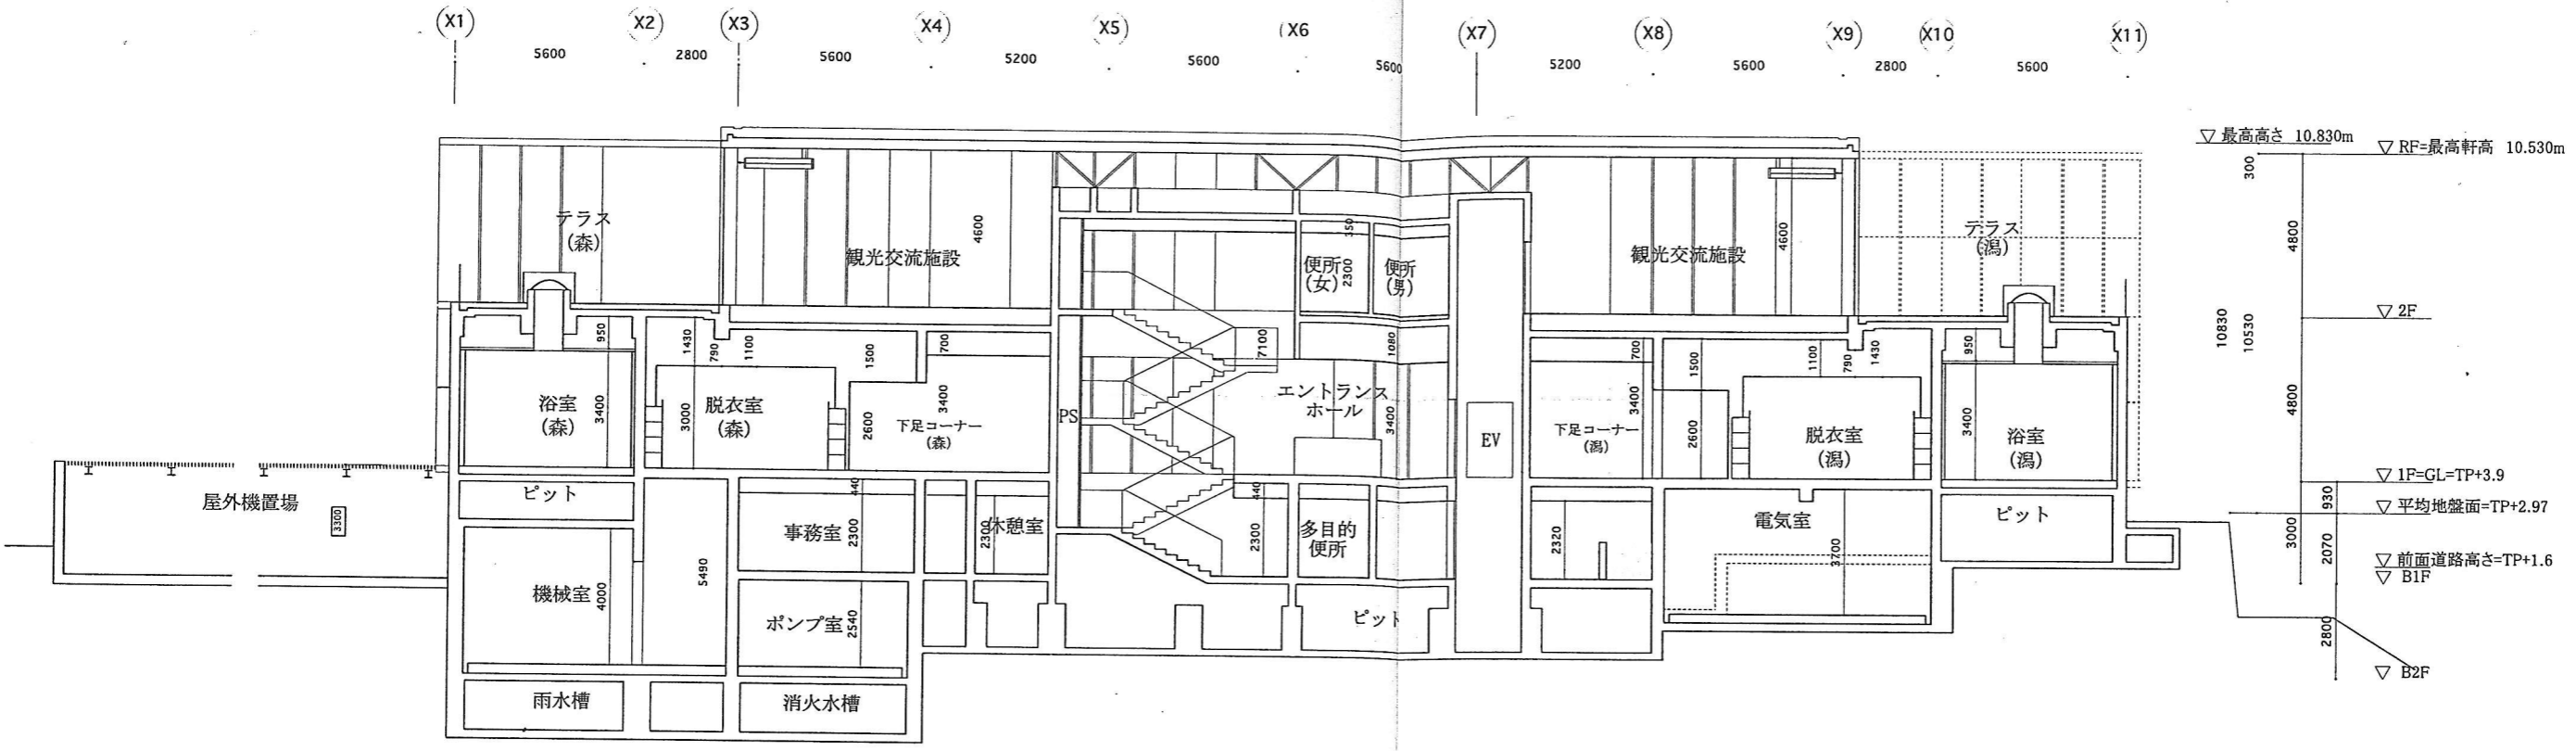 X1 X2 X3 X4 X5 X6 X7 X8 X9 X10 X11
5600 2800 5600 5200 5600 5600 5200 5600 2800 5600
▽ 最高高さ 10.830m
▽ RF=最高軒高 10.530m
300
テラス
(森)
観光交流施設
4600
便所
(女)
2300
350
便所
(男)
観光交流施設
4600
テラス
(潟)
4800
▽ 2F
10830
10530
950
1430
790
1100
1500
700
7100
1080
700
1500
1100
790
1430
950
浴室
(森)
3400
3000
脱衣室
(森)
2600
3400
下足コーナー
(森)
PS
エントランス
ホール
3400
EV
下足コーナー
(潟)
3400
2600
脱衣室
(潟)
3400
浴室
(潟)
4800
▽ 1F=GL=TP+3.9
930
▽ 平均地盤面=TP+2.97
3000
2070
▽ 前面道路高さ=TP+1.6
▽ B1F
2800
▽ B2F
屋外機置場
3300
ピット
440
事務室
2300
2300
休憩室
440
2300
多目的
便所
2320
電気室
3700
ピット
機械室
4000
5490
ポンプ室
2540
ピット
雨水槽
消火水槽